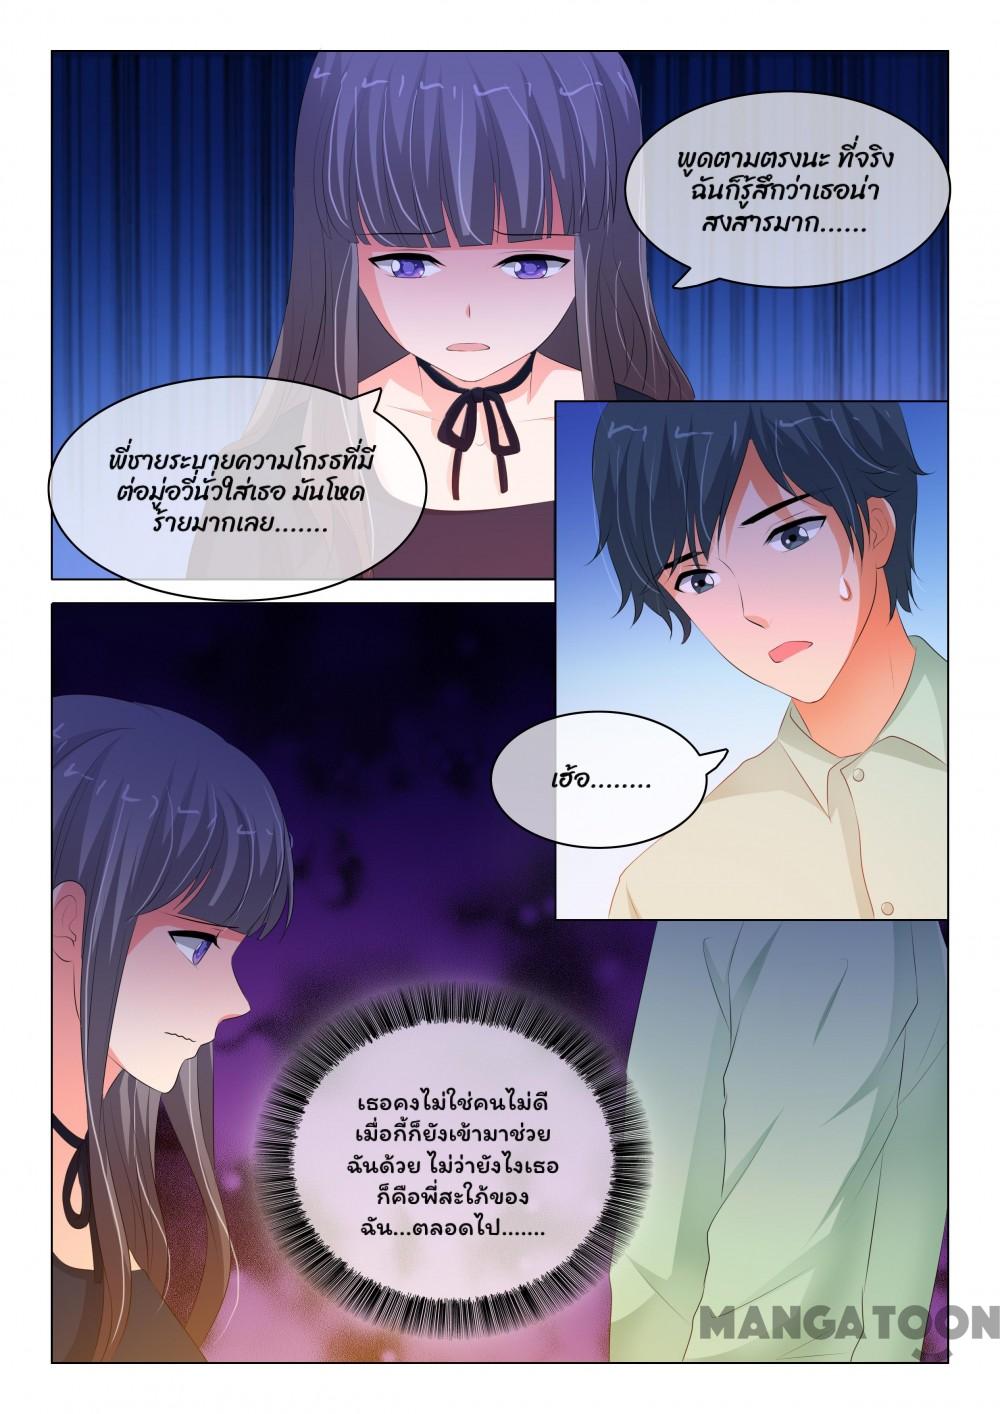 พูดตามตรงนะ ที่จริง
ฉันก็รู้สึกว่าเธอน่า
สงสารมาก......
พี่ชายระบายความโกรธที่มี
ต่อมู่อวี่นั่วใส่เธอ มันโหด
ร้ายมากเลย.......
เฮ้อ........
เธอคงไม่ใช่คนไม่ดี
เมื่อกี้ก็ยังเข้ามาช่วย
ฉันด้วย ไม่ว่ายังไงเธอ
ก็คือพี่สะใภ้ของ
ฉัน...ตลอดไป.......
MANGATOON